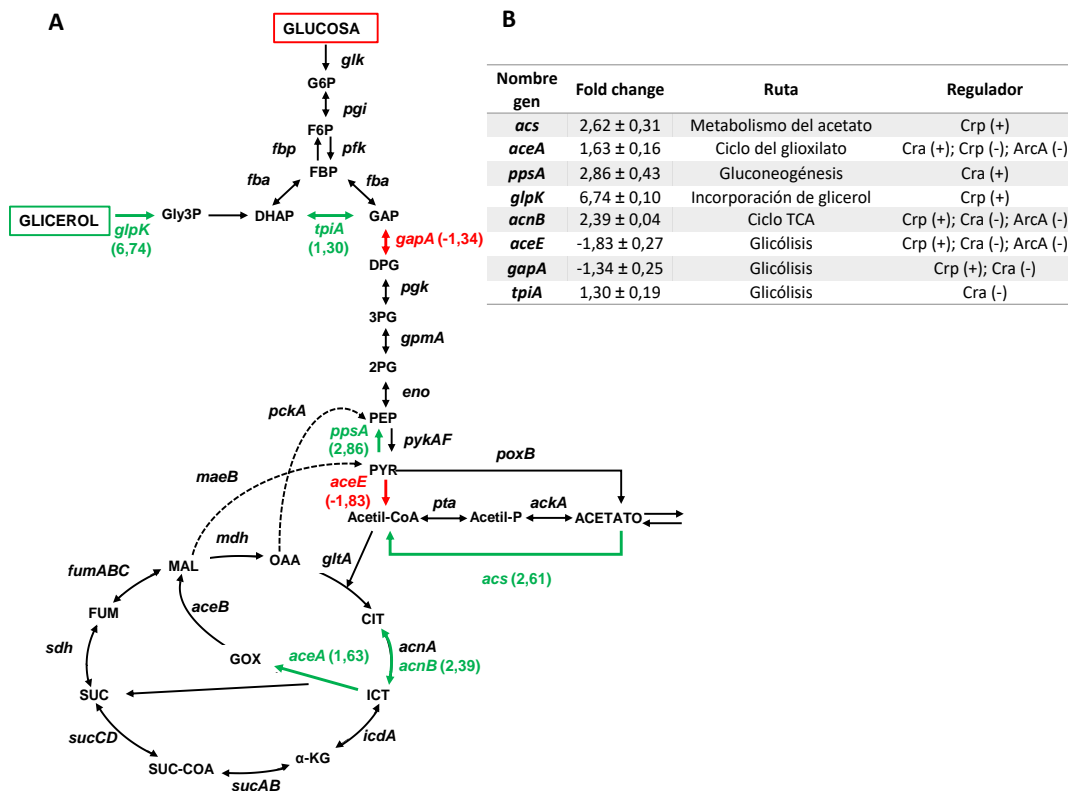 A
GLUCOSA
glk
G6P
pgi
F6P
fbp
pfk
FBP
fba
fba
GLICEROL
glpK
(6,74)
Gly3P
DHAP
tpiA
(1,30)
GAP
gapA (-1,34)
DPG
pgk
3PG
gpmA
2PG
eno
pckA
PEP
ppsA
(2,86)
pykAF
maeB
PYR
poxB
aceE
(-1,83)
Acetil-CoA
pta
Acetil-P
ackA
ACETATO
mdh
MAL
OAA
gltA
acs (2,61)
fumABC
FUM
aceB
CIT
sdh
GOX
aceA (1,63)
acnA
acnB (2,39)
SUC
ICT
sucCD
icdA
SUC-COA
α-KG
sucAB
B
Nombre gen Fold change Ruta Regulador
acs 2,62 ± 0,31 Metabolismo del acetato Crp (+)
aceA 1,63 ± 0,16 Ciclo del glioxilato Cra (+); Crp (-); ArcA (-)
ppsA 2,86 ± 0,43 Gluconeogénesis Cra (+)
glpK 6,74 ± 0,10 Incorporación de glicerol Crp (+)
acnB 2,39 ± 0,04 Ciclo TCA Crp (+); Cra (-); ArcA (-)
aceE -1,83 ± 0,27 Glicólisis Crp (+); Cra (-); ArcA (-)
gapA -1,34 ± 0,25 Glicólisis Crp (+); Cra (-)
tpiA 1,30 ± 0,19 Glicólisis Cra (-)